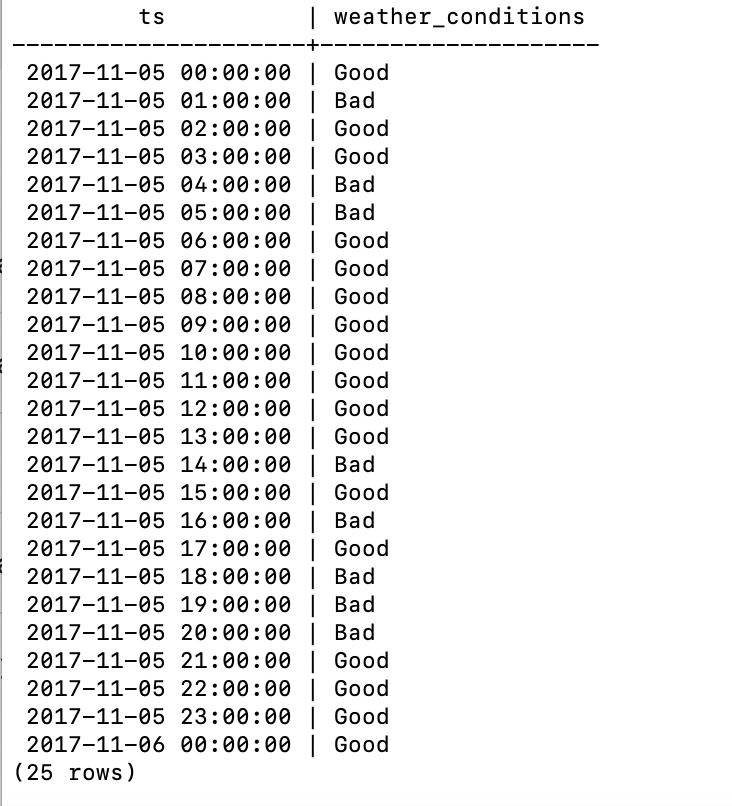 ts | weather_conditions
---------------------+--------------------
2017-11-05 00:00:00 | Good
2017-11-05 01:00:00 | Bad
2017-11-05 02:00:00 | Good
2017-11-05 03:00:00 | Good
2017-11-05 04:00:00 | Bad
2017-11-05 05:00:00 | Bad
2017-11-05 06:00:00 | Good
2017-11-05 07:00:00 | Good
2017-11-05 08:00:00 | Good
2017-11-05 09:00:00 | Good
2017-11-05 10:00:00 | Good
2017-11-05 11:00:00 | Good
2017-11-05 12:00:00 | Good
2017-11-05 13:00:00 | Good
2017-11-05 14:00:00 | Bad
2017-11-05 15:00:00 | Good
2017-11-05 16:00:00 | Bad
2017-11-05 17:00:00 | Good
2017-11-05 18:00:00 | Bad
2017-11-05 19:00:00 | Bad
2017-11-05 20:00:00 | Bad
2017-11-05 21:00:00 | Good
2017-11-05 22:00:00 | Good
2017-11-05 23:00:00 | Good
2017-11-06 00:00:00 | Good
(25 rows)